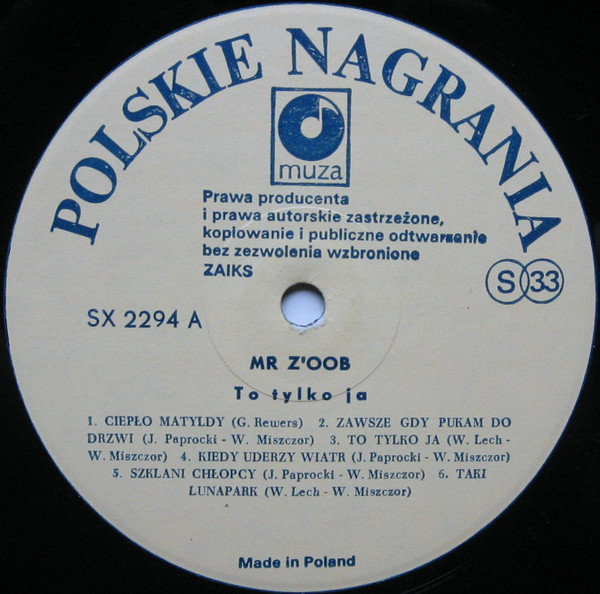 POLSKIE NAGRANIA
muza
Prawa producenta
i prawa autorskie zastrzeżone,
kopiowanie i publiczne odtwarzanie
bez zezwolenia wzbronione
ZAIKS
S 33
SX 2294 A
MR Z'OOB
To tylko ja
1. CIEPŁO MATYLDY (G. Rewers) 2. ZAWSZE GDY PUKAM DO
DRZWI (J. Paprocki - W. Miszczor) 3. TO TYLKO JA (W. Lech -
W. Miszczor) 4. KIEDY UDERZY WIATR (J. Paprocki - W. Miszczor)
5. SZKLANI CHŁOPCY (J. Paprocki - W. Miszczor) 6. TAKI
LUNAPARK (W. Lech - W. Miszczor)
Made in Poland